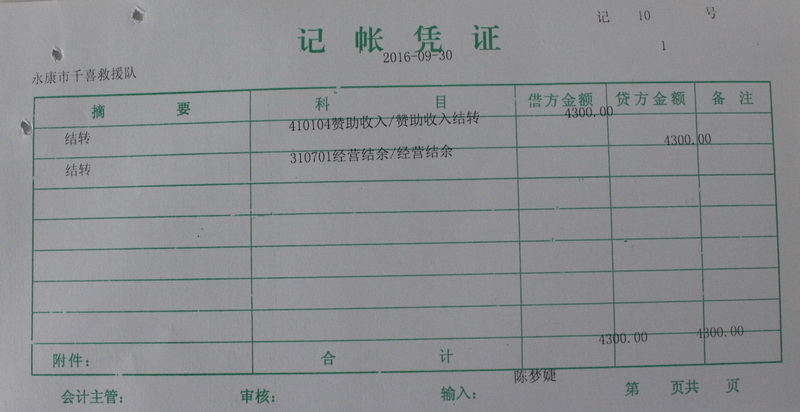 记 10 号
记帐凭证
1
2016-09-30
永康市千喜救援队
摘要 科目 借方金额 贷方金额 备注
结转 410104赞助收入/赞助收入结转 4300.00
结转 310701经营结余/经营结余 4300.00
附件： 合计 4300.00 4300.00
会计主管： 审核： 输入： 陈梦婕 第 页共 页